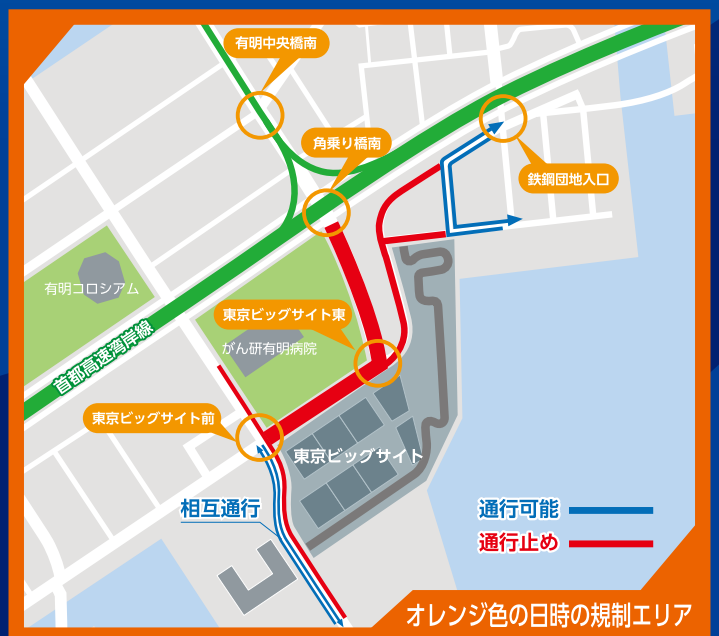 有明中央橋南
角乗り橋南
鉄鋼団地入口
有明コロシアム
東京ビッグサイト東
首都高速湾岸線
がん研有明病院
東京ビッグサイト前
東京ビッグサイト
相互通行
通行可能
通行止め
オレンジ色の日時の規制エリア